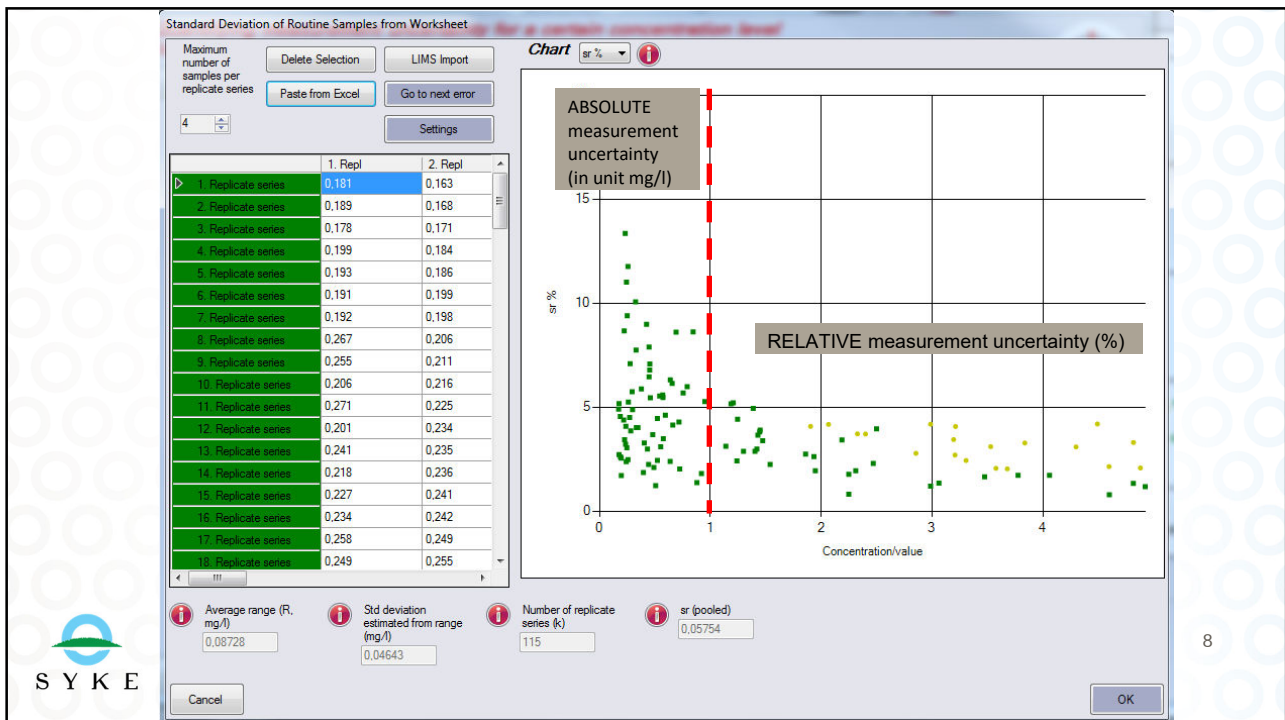 Standard Deviation of Routine Samples from Worksheet
for a certain concentration level
Maximum
number of
samples per
replicate series
Delete Selection
LIMS Import
Paste from Excel
Go to next error
4
Settings
1. Repl 2. Repl
1. Replicate series 0,181 0,163
2. Replicate series 0,189 0,168
3. Replicate series 0,178 0,171
4. Replicate series 0,199 0,184
5. Replicate series 0,193 0,186
6. Replicate series 0,191 0,199
7. Replicate series 0,192 0,198
8. Replicate series 0,267 0,206
9. Replicate series 0,255 0,211
10. Replicate series 0,206 0,216
11. Replicate series 0,271 0,225
12. Replicate series 0,201 0,234
13. Replicate series 0,241 0,235
14. Replicate series 0,218 0,236
15. Replicate series 0,227 0,241
16. Replicate series 0,234 0,242
17. Replicate series 0,258 0,249
18. Replicate series 0,249 0,255
Chart sr %
ABSOLUTE
measurement
uncertainty
(in unit mg/l)
15
10
sr %
RELATIVE measurement uncertainty (%)
5
0
0 1 2 3 4
Concentration/value
Average range (R,
mg/l)
0,08728
Std deviation
estimated from range
(mg/l)
0,04643
Number of replicate
series (k)
115
sr (pooled)
0,05754
8
SYKE
Cancel
OK